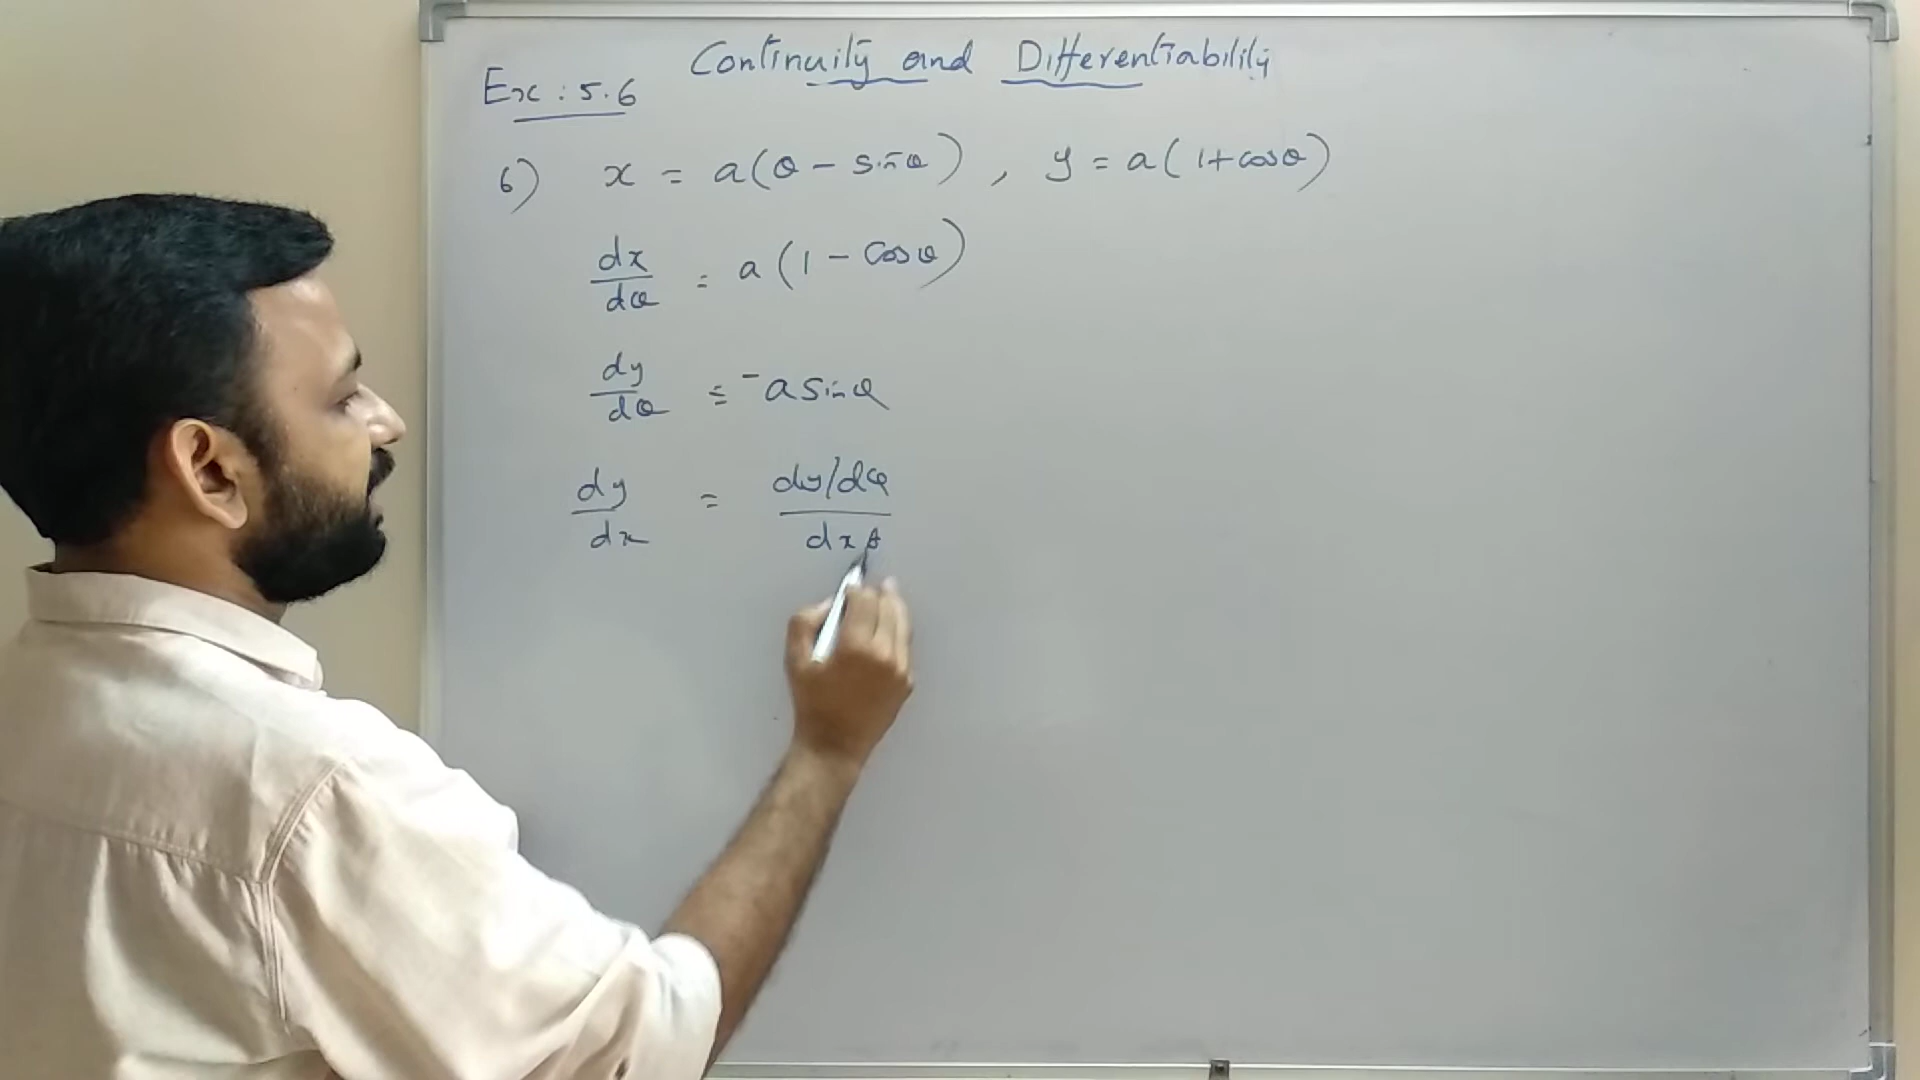 Continuity and Differentiability
Ex : 5.6
6) x = a(θ - sinθ) , y = a(1+cosθ)
dx/dθ = a(1 - cosθ)
dy/dθ = -a sinθ
dy/dx = dy/dθ
dx